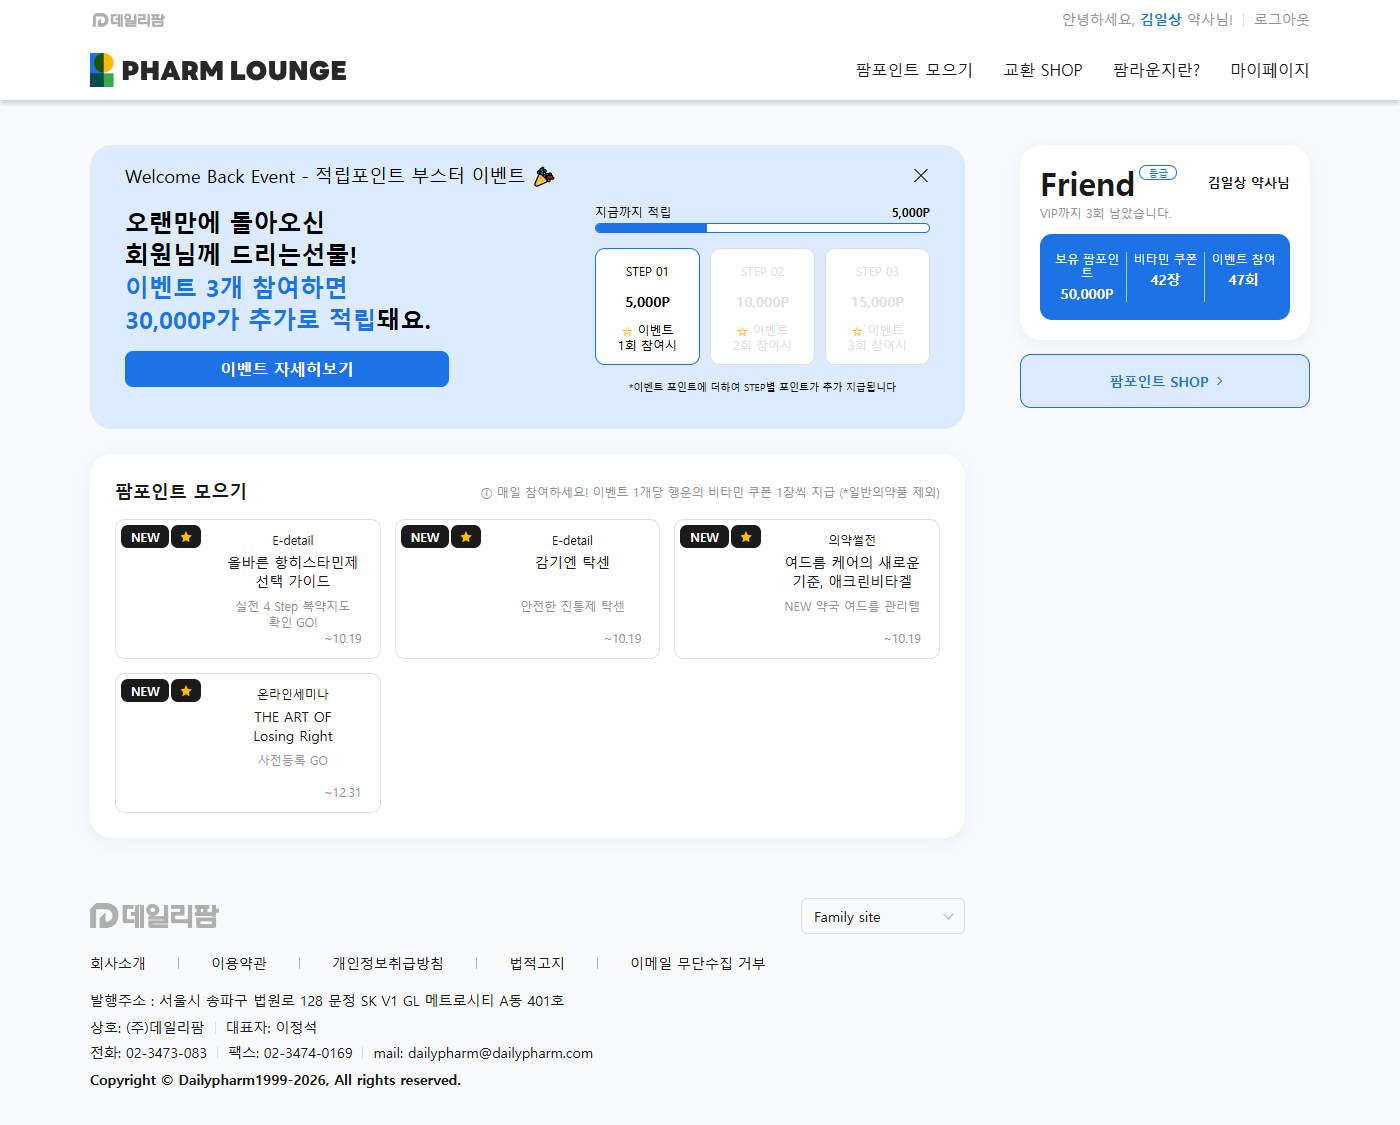 데일리팜
안녕하세요, 김일상 약사님! 로그아웃
PHARM LOUNGE
팜포인트 모으기 교환 SHOP 팜라운지란? 마이페이지
Welcome Back Event - 적립포인트 부스터 이벤트
오랜만에 돌아오신
회원님께 드리는선물!
이벤트 3개 참여하면
30,000P가 추가로 적립돼요.
이벤트 자세히보기
지금까지 적립 5,000P
STEP 01
5,000P
☆ 이벤트
1회 참여시
STEP 02
10,000P
☆ 이벤트
2회 참여시
STEP 03
15,000P
☆ 이벤트
3회 참여시
*이벤트 포인트에 더하여 STEP별 포인트가 추가 지급됩니다
Friend 등급 김일상 약사님
VIP까지 3회 남았습니다.
보유 팜포인
트
50,000P
비타민 쿠폰
42장
이벤트 참여
47회
팜포인트 SHOP >
팜포인트 모으기
매일 참여하세요! 이벤트 1개당 행운의 비타민 쿠폰 1장씩 지급 (*일반의약품 제외)
NEW
E-detail
올바른 항히스타민제
선택 가이드
실전 4 Step 복약지도
확인 GO!
~10.19
NEW
E-detail
감기엔 탁센
안전한 진통제 탁센
~10.19
NEW
의약썰전
여드름 케어의 새로운
기준, 애크린비타겔
NEW 약국 여드름 관리템
~10.19
NEW
온라인세미나
THE ART OF
Losing Right
사전등록 GO
~12.31
데일리팜
Family site
회사소개 | 이용약관 | 개인정보취급방침 | 법적고지 | 이메일 무단수집 거부
발행주소 : 서울시 송파구 법원로 128 문정 SK V1 GL 메트로시티 A동 401호
상호: (주)데일리팜 | 대표자: 이정석
전화: 02-3473-083 | 팩스: 02-3474-0169 | mail: dailypharm@dailypharm.com
Copyright © Dailypharm1999-2026, All rights reserved.